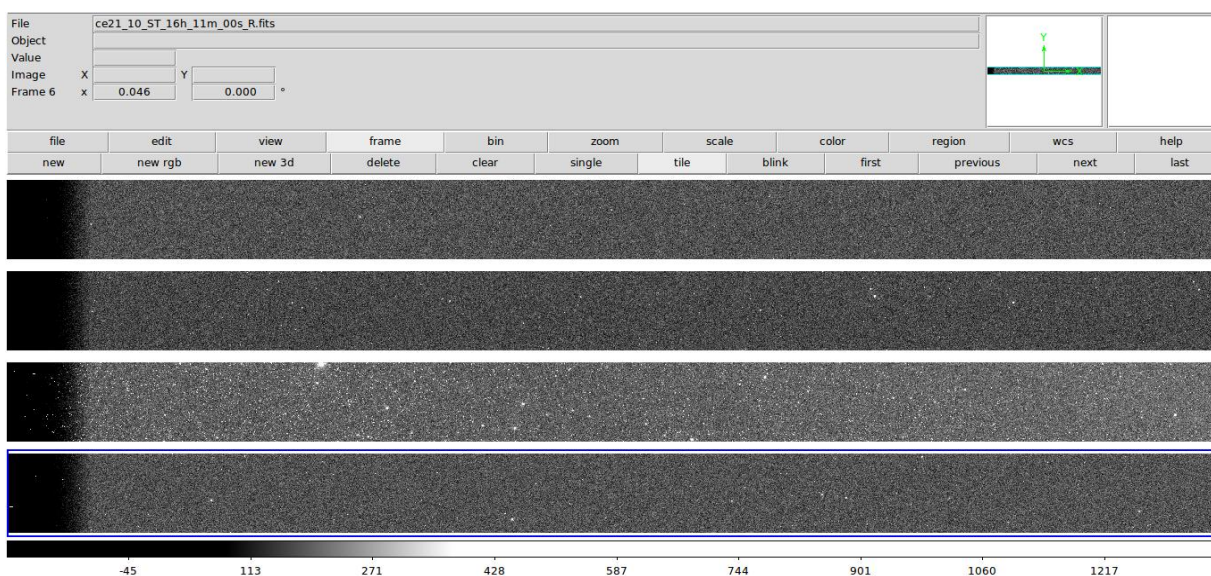 File ce21_10_ST_16h_11m_00s_R.fits
Object
Value
Image X Y
Frame 6 x 0.046 0.000 °
Y
X
file edit view frame bin zoom scale color region wcs help
new new rgb new 3d delete clear single tile blink first previous next last
-45 113 271 428 587 744 901 1060 1217